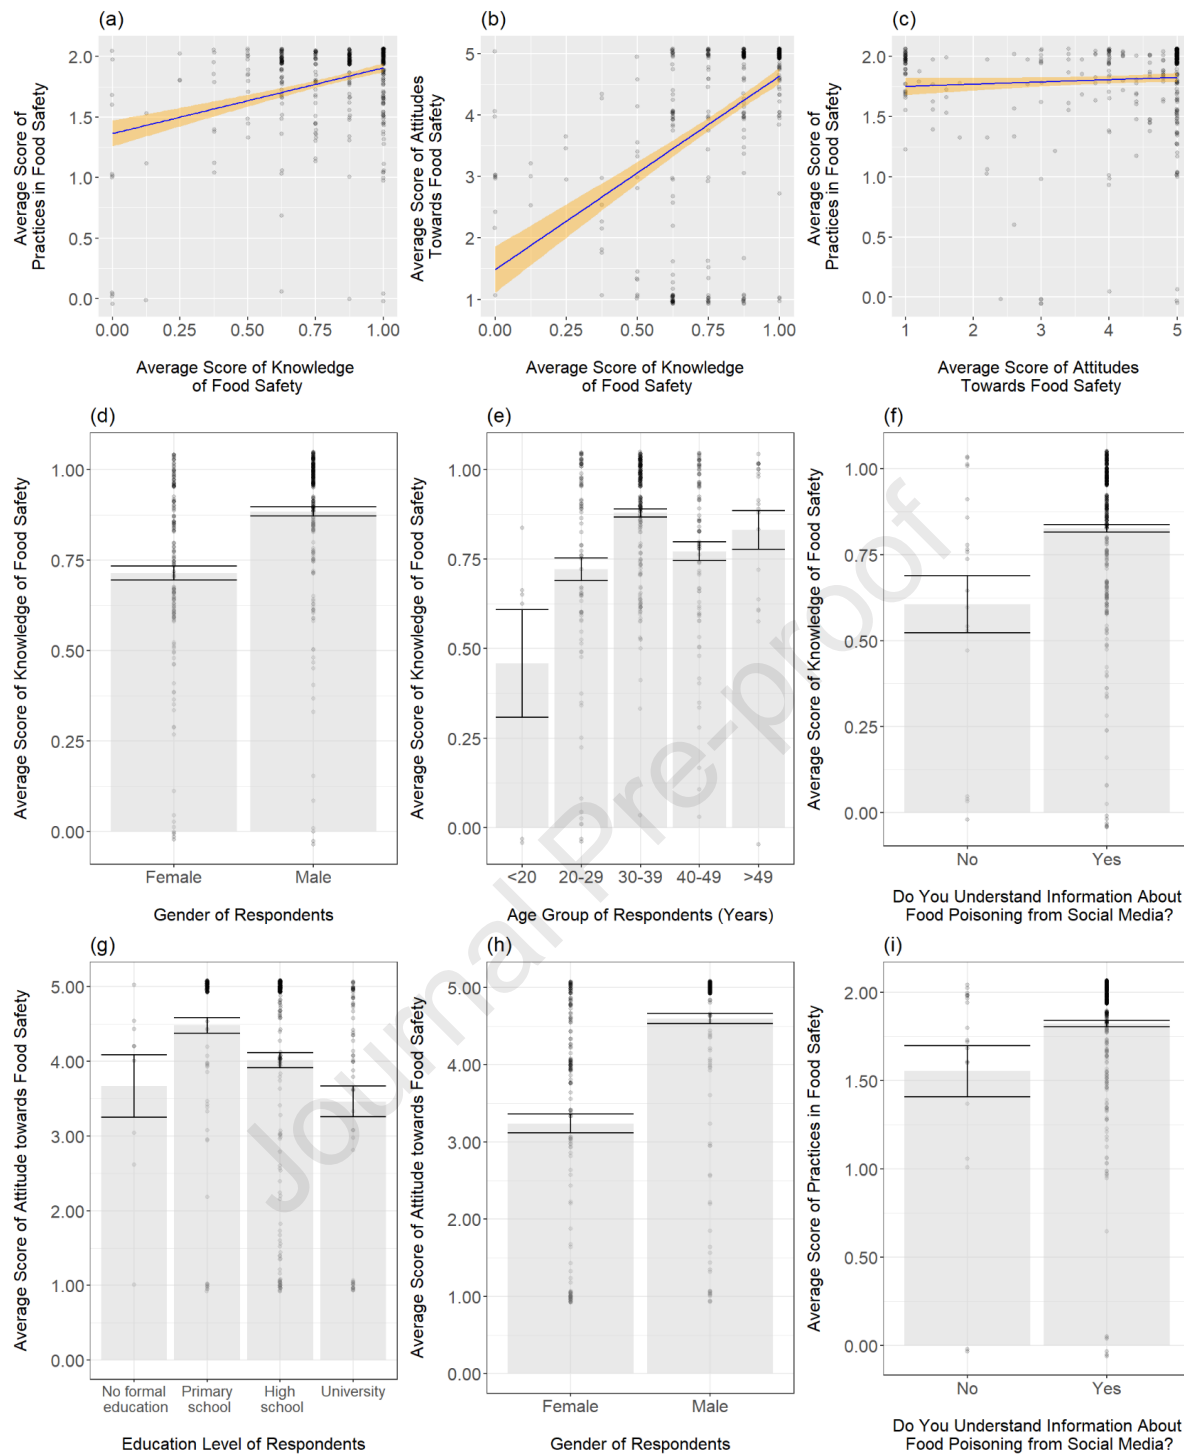 (a)
Average Score of
Practices in Food Safety
2.0
1.5
1.0
0.5
0.0
0.00 0.25 0.50 0.75 1.00
Average Score of Knowledge
of Food Safety
(b)
Average Score of Attitudes
Towards Food Safety
5
4
3
2
1
0.00 0.25 0.50 0.75 1.00
Average Score of Knowledge
of Food Safety
(c)
Average Score of
Practices in Food Safety
2.0
1.5
1.0
0.5
0.0
1 2 3 4 5
Average Score of Attitudes
Towards Food Safety
(d)
Average Score of Knowledge of Food Safety
1.00
0.75
0.50
0.25
0.00
Female Male
Gender of Respondents
(e)
Average Score of Knowledge of Food Safety
1.00
0.75
0.50
0.25
0.00
<20 20-29 30-39 40-49 >49
Age Group of Respondents (Years)
(f)
Average Score of Knowledge of Food Safety
1.00
0.75
0.50
0.25
0.00
No Yes
Do You Understand Information About
Food Poisoning from Social Media?
(g)
Average Score of Attitude towards Food Safety
5.00
4.00
3.00
2.00
1.00
0.00
No formal education Primary school High school University
Education Level of Respondents
(h)
Average Score of Attitude towards Food Safety
5.00
4.00
3.00
2.00
1.00
0.00
Female Male
Gender of Respondents
(i)
Average Score of Practices in Food Safety
2.00
1.50
1.00
0.50
0.00
No Yes
Do You Understand Information About
Food Poisoning from Social Media?
Journal Pre-proof